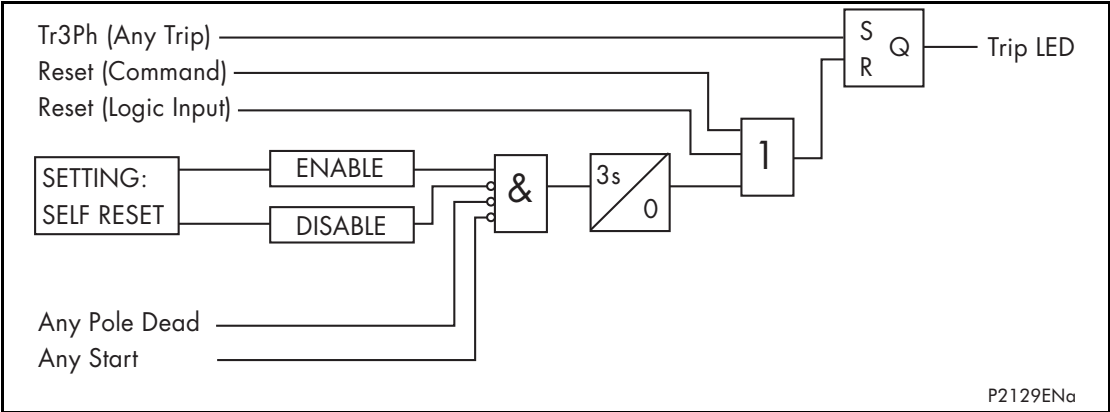 Tr3Ph (Any Trip)
Reset (Command)
Reset (Logic Input)
S
Q
R
Trip LED
1
SETTING:
SELF RESET
ENABLE
DISABLE
&
3s
0
Any Pole Dead
Any Start
P2129ENa